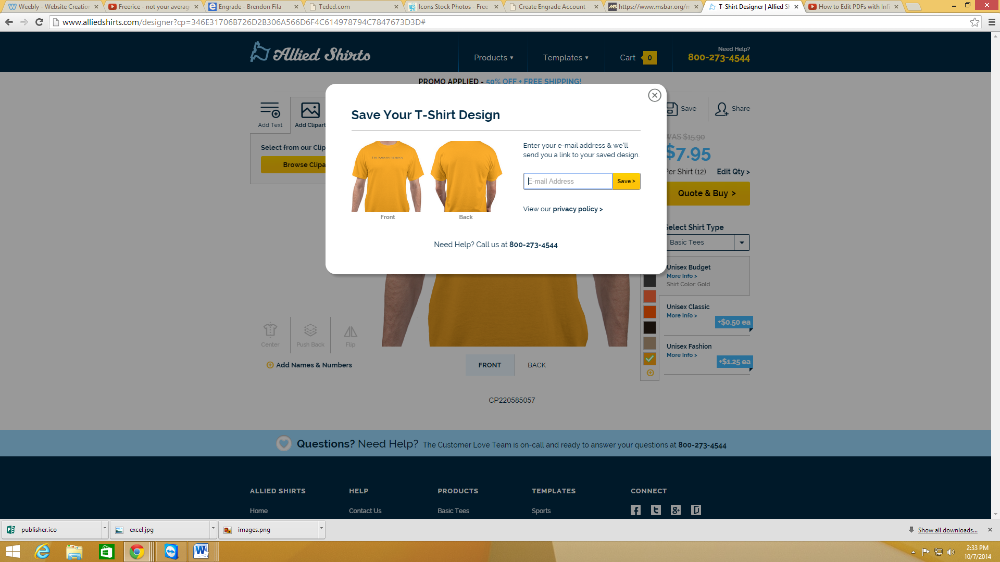 Weebly - Website Creation
Freerice - not your averag
Engrade - Brendon Fila
Teded.com
Icons Stock Photos - Free
Create Engrade Account -
https://www.msbar.org/m
T-Shirt Designer | Allied Sh
How to Edit PDFs with Infi
www.alliedshirts.com/designer?cp=346E31706B726D2B306A566D6F4C614978794C7847673D3D#
Allied Shirts
Products
Templates
Cart
0
Need Help?
800-273-4544
PROMO APPLIED - 50% OFF + FREE SHIPPING!
Add Text
Add Clipart
Save
Share
Select from our Clip
Browse Clipa
Save Your T-Shirt Design
THE KARAFIN SCHOOL
Front
Back
Enter your e-mail address & we'll
send you a link to your saved design.
E-mail Address
Save >
View our privacy policy >
Need Help? Call us at 800-273-4544
WAS $15.90
$7.95
Per Shirt (12)
Edit Qty >
Quote & Buy >
Select Shirt Type
Basic Tees
Unisex Budget
More Info >
Shirt Color: Gold
Unisex Classic
More Info >
+$0.50 ea
Unisex Fashion
More Info >
+$1.25 ea
Center
Push Back
Flip
Add Names & Numbers
FRONT
BACK
CP220585057
Questions? Need Help? The Customer Love Team is on-call and ready to answer your questions at 800-273-4544
ALLIED SHIRTS
HELP
PRODUCTS
TEMPLATES
CONNECT
Home
Contact Us
Basic Tees
Sports
publisher.ico
excel.jpg
images.png
Show all downloads...
2:33 PM
10/7/2014